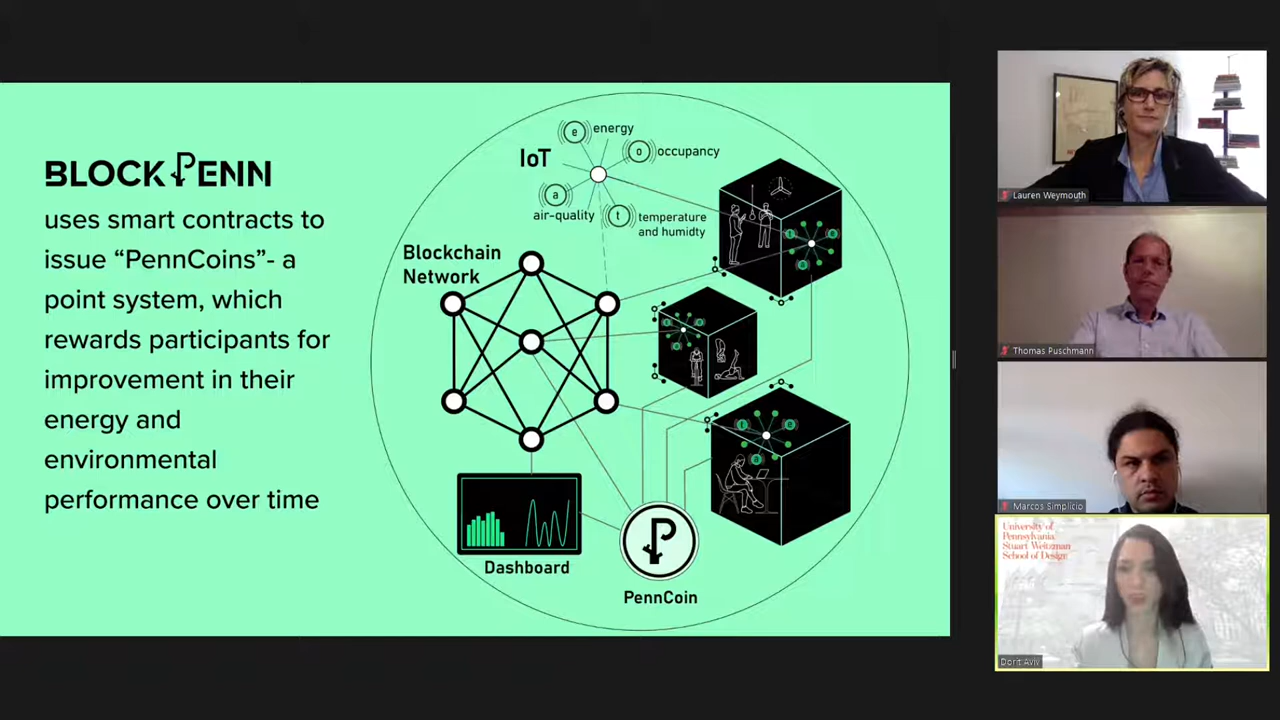 BLOCKPENN
uses smart contracts to
issue “PennCoins”- a
point system, which
rewards participants for
improvement in their
energy and
environmental
performance over time
IoT
e
energy
o
occupancy
a
air-quality
t
temperature
and humidty
Blockchain
Network
Dashboard
PennCoin
Lauren Weymouth
Thomas Puschmann
Marcos Simplicio
University of
Pennsylvania
Stuart Weitzman
School of Design
Dorit Aviv